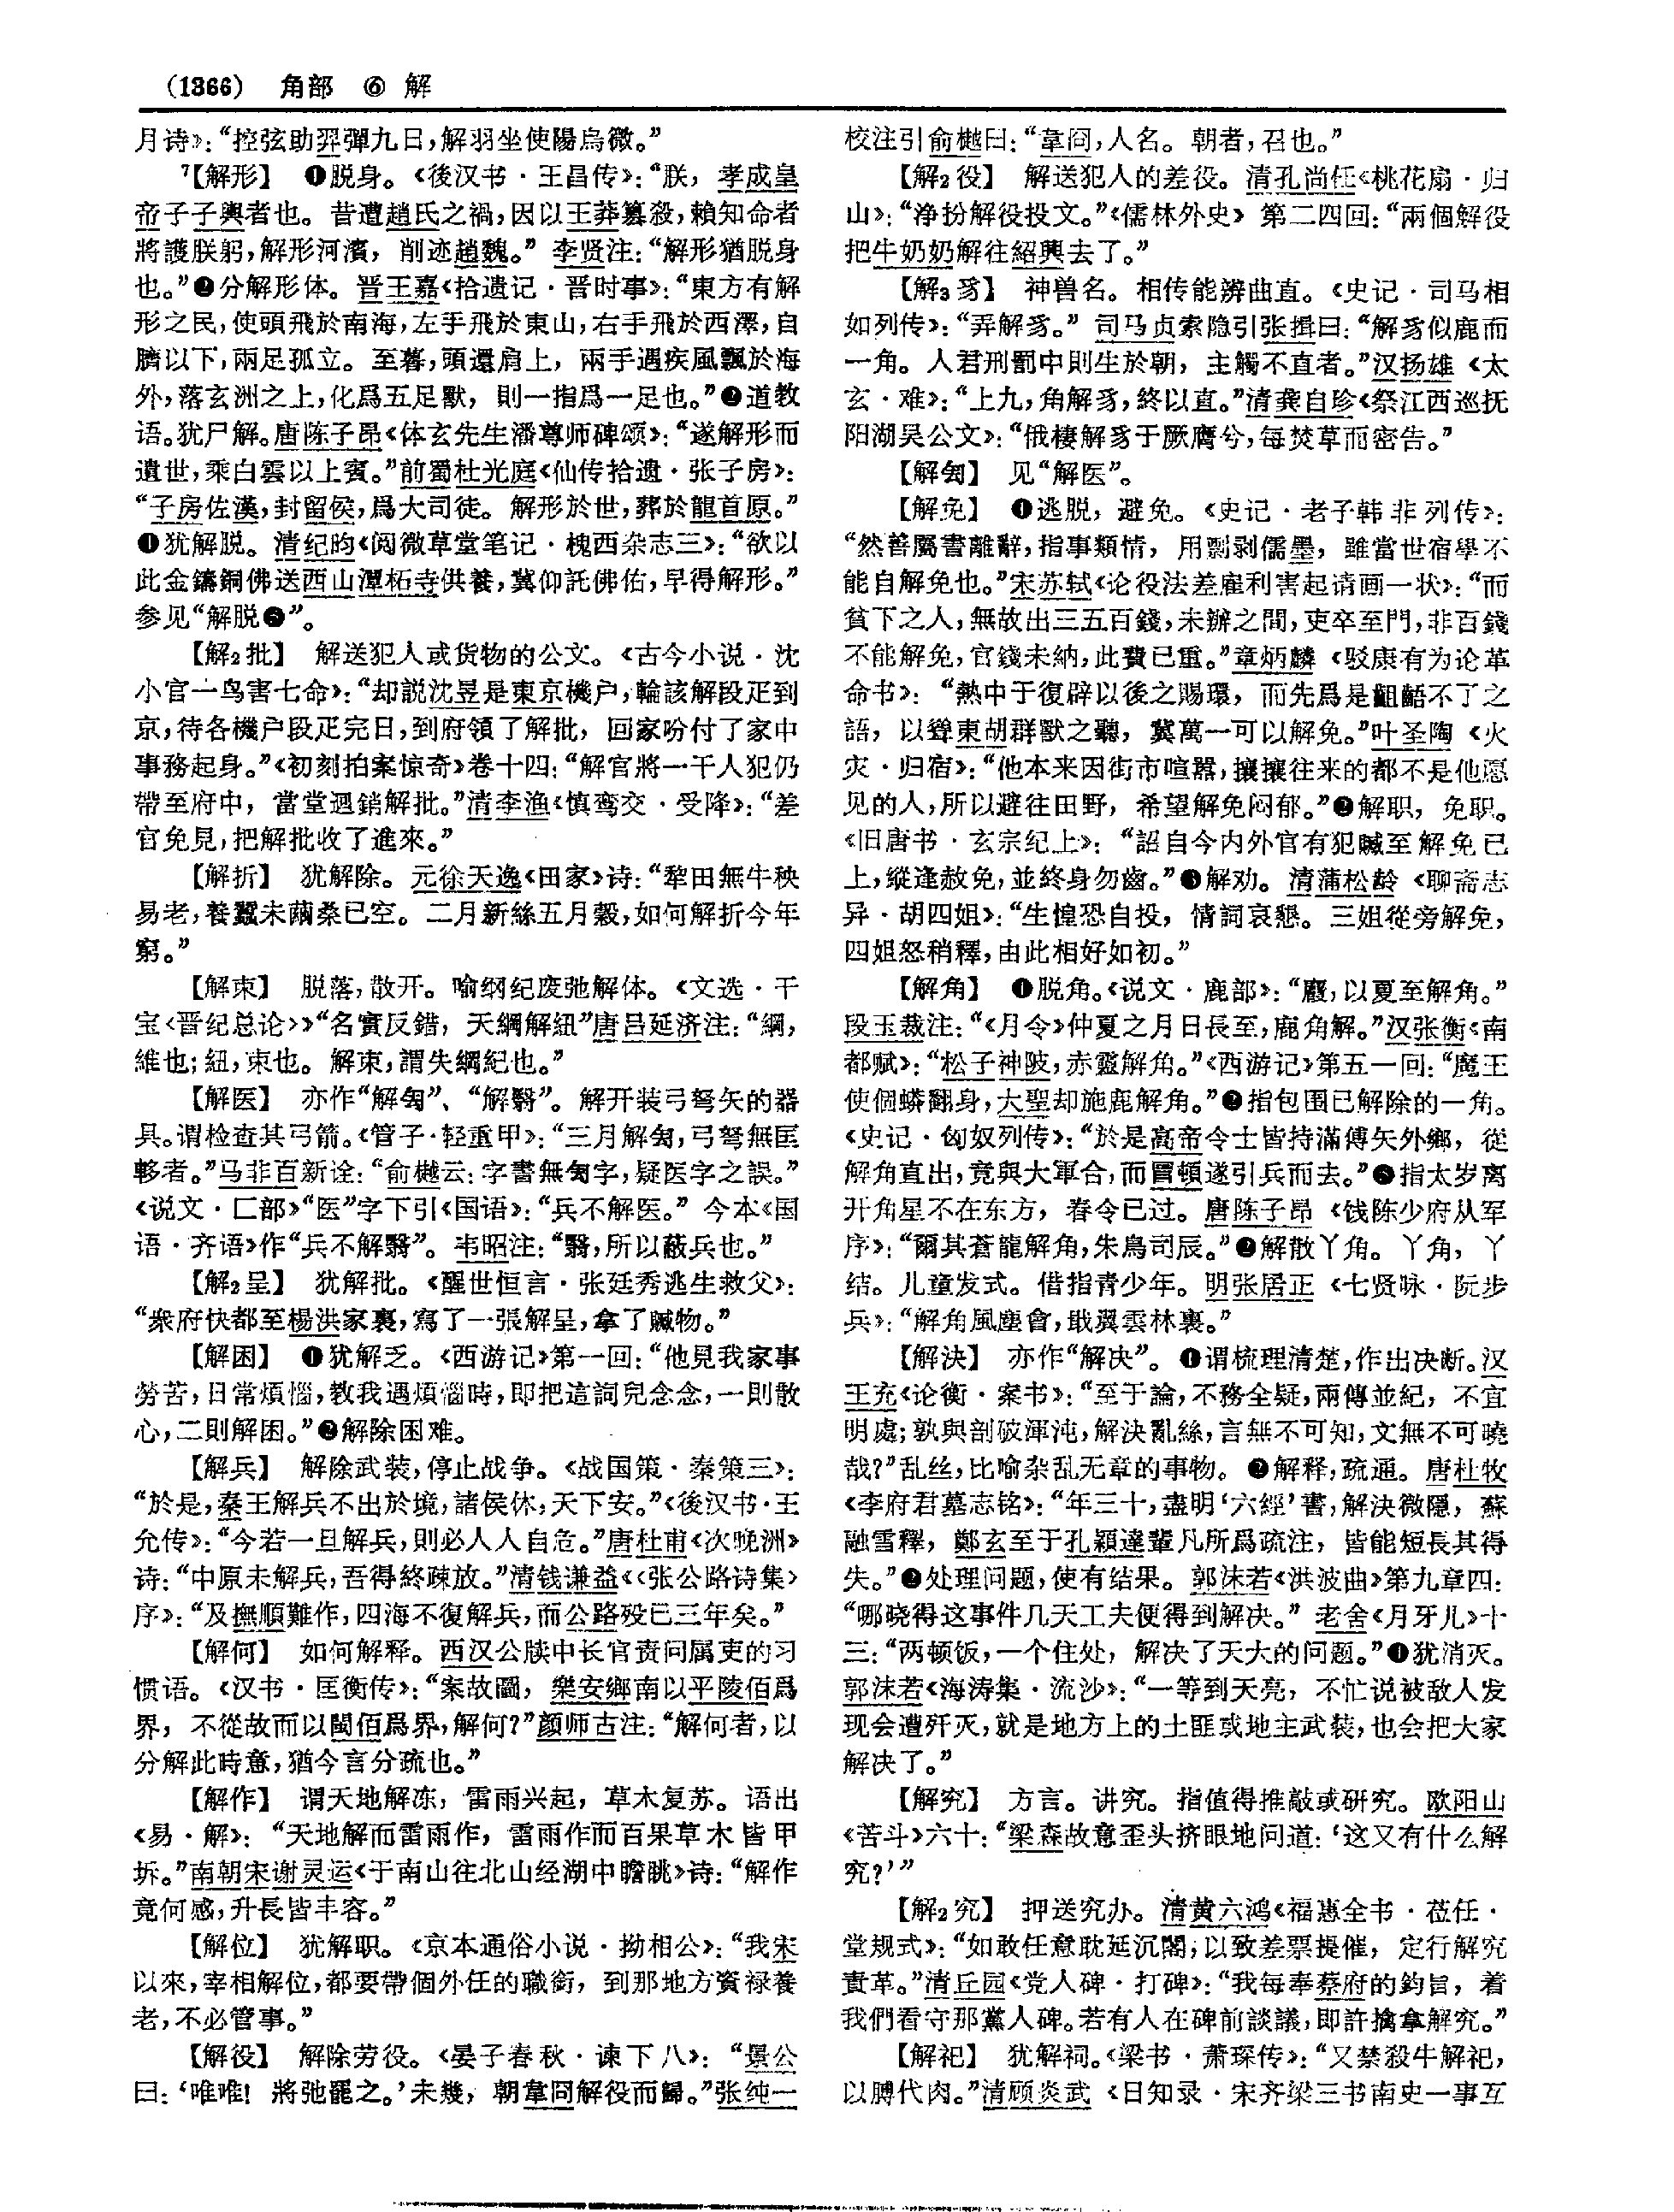 （1366） 角部 ⑥ 解
月诗》：“控弦助羿彈九日，解羽坐使陽烏微。”
7【解形】 ❶脱身。《後汉书·王昌传》：“朕，孝成皇
帝子子輿者也。昔遭趙氏之禍，因以王莽篡殺，賴知命者
將護朕躬，解形河濱，削迹趙魏。”李贤注：“解形猶脱身
也。”❷分解形体。晋王嘉《拾遗记·晋时事》：“東方有解
形之民，使頭飛於南海，左手飛於東山，右手飛於西澤，自
臍以下，兩足孤立。至暮，頭還肩上，兩手遇疾風飄於海
外，落玄洲之上，化爲五足獸，則一指爲一足也。”❷道教
语。犹尸解。唐陈子昂《体玄先生潘尊师碑颂》：“遂解形而
遺世，乘白雲以上賓。”前蜀杜光庭《仙传拾遗·张子房》：
“子房佐漢，封留侯，爲大司徒。解形於世，葬於龍首原。”
❶犹解脱。清纪昀《阅微草堂笔记·槐西杂志三》：“欲以
此金鑄銅佛送西山潭柘寺供養，冀仰託佛佑，早得解形。”
参见“解脱❺”。
【解₂批】 解送犯人或货物的公文。《古今小说·沈
小官一鸟害七命》：“却説沈昱是東京機户，輪該解段疋到
京，待各機户段疋完日，到府領了解批，回家吩付了家中
事務起身。”《初刻拍案惊奇》卷十四：“解官將一干人犯仍
帶至府中，當堂迴銷解批。”清李渔《慎鸾交·受降》：“差
官免見，把解批收了進來。”
【解折】 犹解除。元徐天逸《田家》诗：“犂田無牛秧
易老，養蠶未繭桑已空。二月新絲五月穀，如何解折今年
窮。”
【解束】 脱落，散开。喻纲纪废弛解体。《文选·干
宝〈晋纪总论〉》“名實反錯，天綱解紐”唐吕延济注：“綱，
維也；紐，束也。解束，謂失綱紀也。”
【解医】 亦作“解匎”、“解翳”。解开装弓弩矢的器
具。谓检查其弓箭。《管子·轻重甲》：“三月解匎，弓弩無匡
軫者。”马非百新诠：“俞樾云：字書無匎字，疑医字之誤。”
《说文·匸部》“医”字下引《国语》：“兵不解医。”今本《国
语·齐语》作“兵不解翳”。韦昭注：“翳，所以蔽兵也。”
【解₂呈】 犹解批。《醒世恒言·张廷秀逃生救父》：
“衆府快都至楊洪家裏，寫了一張解呈，拿了贓物。”
【解困】 ❶犹解乏。《西游记》第一回：“他見我家事
勞苦，日常煩惱，教我遇煩惱時，即把這詞兒念念，一則散
心，二則解困。”❷解除困难。
【解兵】 解除武装，停止战争。《战国策·秦策三》：
“於是，秦王解兵不出於境，諸侯休，天下安。”《後汉书·王
允传》：“今若一旦解兵，則必人人自危。”唐杜甫《次晚洲》
诗：“中原未解兵，吾得終疎放。”清钱谦益《〈张公路诗集〉
序》：“及撫順難作，四海不復解兵，而公路殁已三年矣。”
【解何】 如何解释。西汉公牍中长官责问属吏的习
惯语。《汉书·匡衡传》：“案故圖，樂安鄉南以平陵佰爲
界，不從故而以閩佰爲界，解何？”颜师古注：“解何者，以
分解此時意，猶今言分疏也。”
【解作】 谓天地解冻，雷雨兴起，草木复苏。语出
《易·解》：“天地解而雷雨作，雷雨作而百果草木皆甲
坼。”南朝宋谢灵运《于南山往北山经湖中瞻眺》诗：“解作
竟何感，升長皆丰容。”
【解位】 犹解职。《京本通俗小说·拗相公》：“我宋
以來，宰相解位，都要帶個外任的職銜，到那地方資禄養
老，不必管事。”
【解役】 解除劳役。《晏子春秋·谏下八》：“景公
曰：‘唯唯！將弛罷之。’未幾，朝韋冏解役而歸。”张纯一
校注引俞樾曰：“韋冏，人名。朝者，召也。”
【解₂役】 解送犯人的差役。清孔尚任《桃花扇·归
山》：“净扮解役投文。”《儒林外史》第二四回：“兩個解役
把牛奶奶解往紹興去了。”
【解₃豸】 神兽名。相传能辨曲直。《史记·司马相
如列传》：“弄解豸。”司马贞索隐引张揖曰：“解豸似鹿而
一角。人君刑罰中則生於朝，主觸不直者。”汉扬雄《太
玄·难》：“上九，角解豸，終以直。”清龚自珍《祭江西巡抚
阳湖吴公文》：“俄棲解豸于厥膺兮，每焚草而密告。”
【解匎】 见“解医”。
【解免】 ❶逃脱，避免。《史记·老子韩非列传》：
“然善屬書離辭，指事類情，用剽剥儒墨，雖當世宿學不
能自解免也。”宋苏轼《论役法差雇利害起请画一状》：“而
貧下之人，無故出三五百錢，未辦之間，吏卒至門，非百錢
不能解免，官錢未納，此費已重。”章炳麟《驳康有为论革
命书》：“熱中于復辟以後之賜環，而先爲是齟齬不了之
語，以聳東胡群獸之聽，冀萬一可以解免。”叶圣陶《火
灾·归宿》：“他本来因街市喧嚣，攘攘往来的都不是他愿
见的人，所以避往田野，希望解免闷郁。”❷解职，免职。
《旧唐书·玄宗纪上》：“詔自今内外官有犯贓至解免已
上，縱逢赦免，並終身勿齒。”❸解劝。清蒲松龄《聊斋志
异·胡四姐》：“生惶恐自投，情詞哀懇。三姐從旁解免，
四姐怒稍釋，由此相好如初。”
【解角】 ❶脱角。《说文·鹿部》：“麚，以夏至解角。”
段玉裁注：“《月令》仲夏之月日長至，鹿角解。”汉张衡《南
都赋》：“松子神陂，赤靈解角。”《西游记》第五一回：“魔王
使個蟒翻身，大聖却施鹿解角。”❷指包围已解除的一角。
《史记·匈奴列传》：“於是高帝令士皆持滿傅矢外鄉，從
解角直出，竟與大軍合，而冒頓遂引兵而去。”❸指太岁离
开角星不在东方，春令已过。唐陈子昂《饯陈少府从军
序》：“爾其蒼龍解角，朱鳥司辰。”❷解散丫角。丫角，丫
结。儿童发式。借指青少年。明张居正《七贤咏·阮步
兵》：“解角風塵會，戢翼雲林裏。”
【解決】 亦作“解决”。❶谓梳理清楚，作出决断。汉
王充《论衡·案书》：“至于論，不務全疑，兩傳並紀，不宜
明處；孰與剖破渾沌，解決亂絲，言無不可知，文無不可曉
哉？”乱丝，比喻杂乱无章的事物。❷解释，疏通。唐杜牧
《李府君墓志铭》：“年三十，盡明‘六經’書，解決微隱，蘇
融雪釋，鄭玄至于孔穎達輩凡所爲疏注，皆能短長其得
失。”❷处理问题，使有结果。郭沫若《洪波曲》第九章四：
“哪晓得这事件几天工夫便得到解决。”老舍《月牙儿》十
三：“两顿饭，一个住处，解决了天大的问题。”❶犹消灭。
郭沫若《海涛集·流沙》：“一等到天亮，不忙说被敌人发
现会遭歼灭，就是地方上的土匪或地主武装，也会把大家
解决了。”
【解究】 方言。讲究。指值得推敲或研究。欧阳山
《苦斗》六十：“梁森故意歪头挤眼地问道：‘这又有什么解
究？’”
【解₂究】 押送究办。清黄六鸿《福惠全书·莅任·
堂规式》：“如敢任意耽延沉閣，以致差票提催，定行解究
責革。”清丘园《党人碑·打碑》：“我每奉蔡府的鈞旨，着
我們看守那黨人碑。若有人在碑前談議，即許擒拿解究。”
【解祀】 犹解祠。《梁书·萧琛传》：“又禁殺牛解祀，
以脯代肉。”清顾炎武《日知录·宋齐梁三书南史一事互